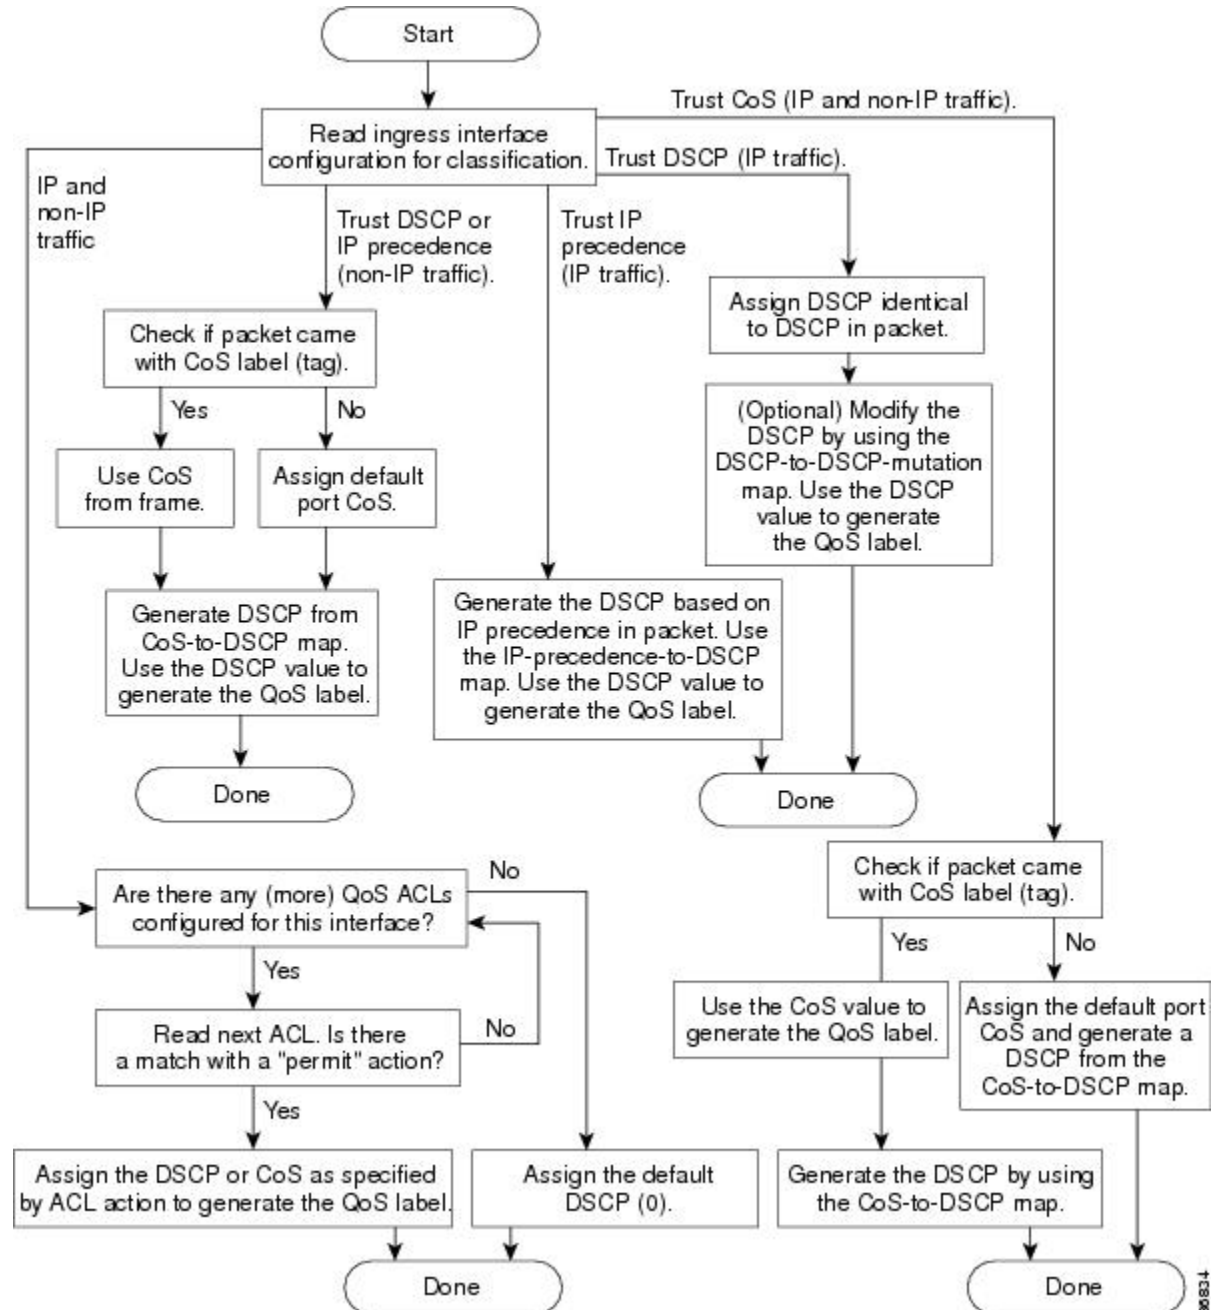 Start
Trust CoS (IP and non-IP traffic).
Read ingress interface
configuration for classification.
Trust DSCP (IP traffic).
IP and
non-IP
traffic
Trust DSCP or
IP precedence
(non-IP traffic).
Trust IP
precedence
(IP traffic).
Assign DSCP identical
to DSCP in packet.
Check if packet came
with CoS label (tag).
Yes
No
(Optional) Modify the
DSCP by using the
DSCP-to-DSCP-mutation
map. Use the DSCP
value to generate
the QoS label.
Use CoS
from frame.
Assign default
port CoS.
Generate DSCP from
CoS-to-DSCP map.
Use the DSCP value to
generate the QoS label.
Generate the DSCP based on
IP precedence in packet. Use
the IP-precedence-to-DSCP
map. Use the DSCP value to
generate the QoS label.
Done
Done
Are there any (more) QoS ACLs
configured for this interface?
No
Check if packet came
with CoS label (tag).
Yes
Yes
No
Read next ACL. Is there
a match with a "permit" action?
No
Use the CoS value to
generate the QoS label.
Assign the default port
CoS and generate a
DSCP from the
CoS-to-DSCP map.
Yes
Assign the DSCP or CoS as specified
by ACL action to generate the QoS label.
Assign the default
DSCP (0).
Generate the DSCP by using
the CoS-to-DSCP map.
Done
Done